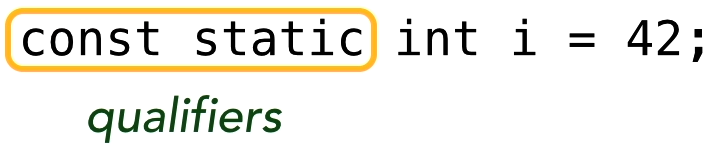 const static int i = 42;
qualifiers